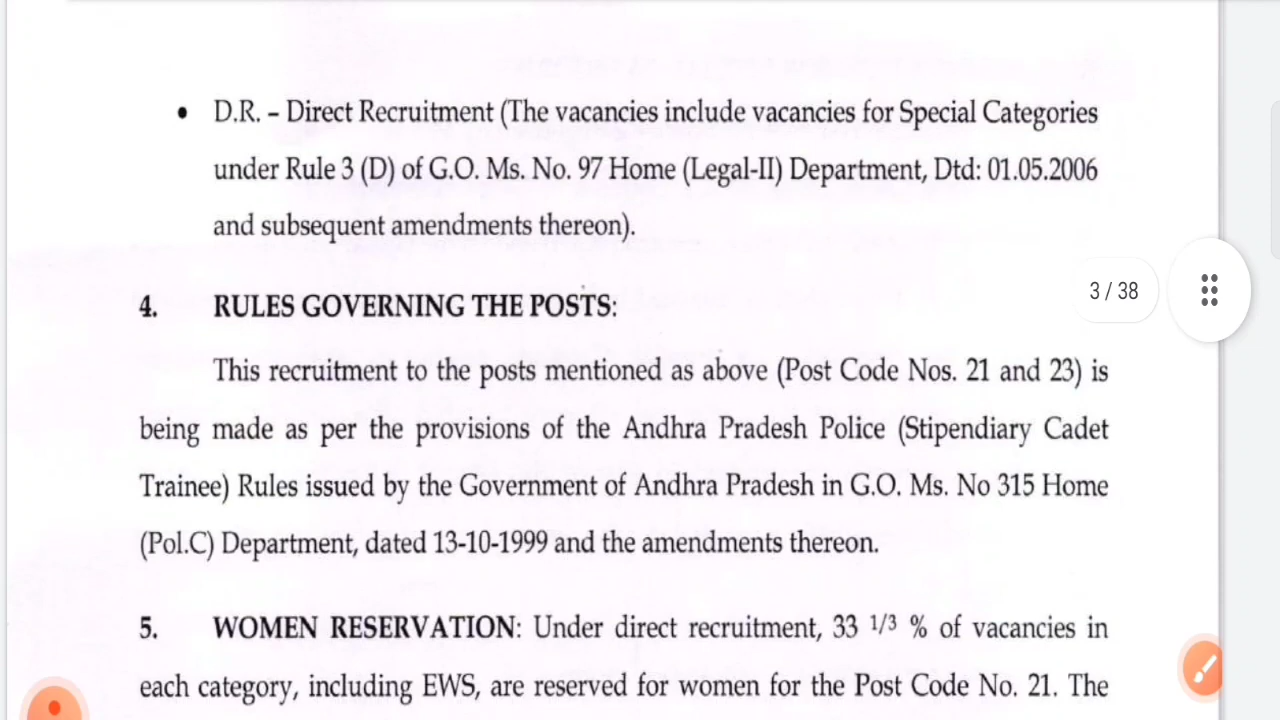 • D.R. – Direct Recruitment (The vacancies include vacancies for Special Categories
under Rule 3 (D) of G.O. Ms. No. 97 Home (Legal-II) Department, Dtd: 01.05.2006
and subsequent amendments thereon).
4. RULES GOVERNING THE POSTS:
3 / 38
This recruitment to the posts mentioned as above (Post Code Nos. 21 and 23) is
being made as per the provisions of the Andhra Pradesh Police (Stipendiary Cadet
Trainee) Rules issued by the Government of Andhra Pradesh in G.O. Ms. No 315 Home
(Pol.C) Department, dated 13-10-1999 and the amendments thereon.
5. WOMEN RESERVATION: Under direct recruitment, 33 1/3 % of vacancies in
each category, including EWS, are reserved for women for the Post Code No. 21. The